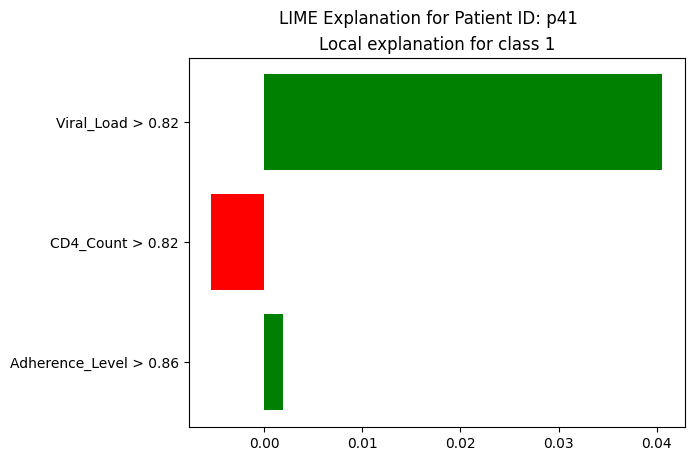 LIME Explanation for Patient ID: p41
Local explanation for class 1
Viral_Load > 0.82
CD4_Count > 0.82
Adherence_Level > 0.86
0.00 0.01 0.02 0.03 0.04